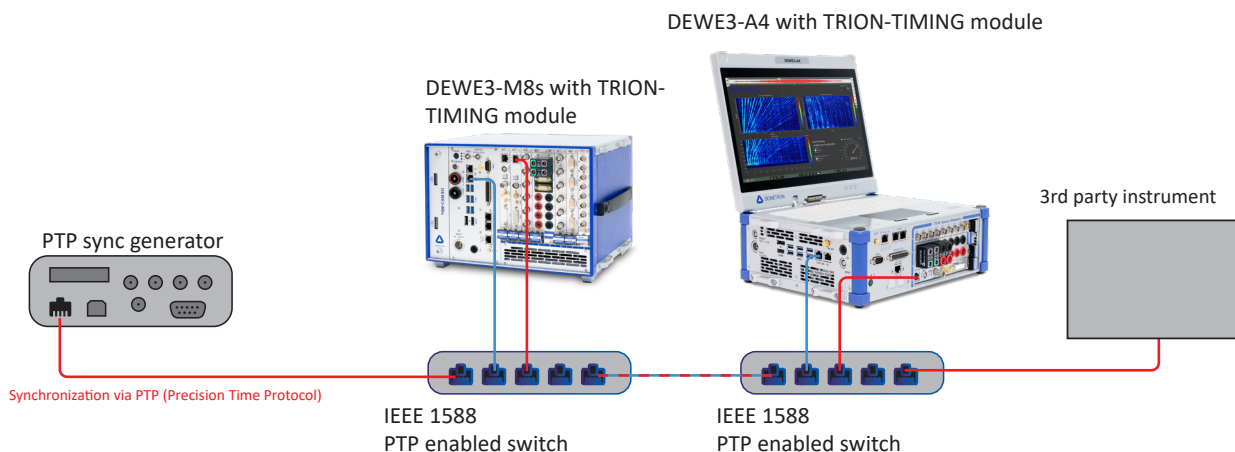 DEWE3-A4 with TRION-TIMING module
DEWE3-M8s with TRION-
TIMING module
3rd party instrument
PTP sync generator
DEWETRON
Synchronization via PTP (Precision Time Protocol)
IEEE 1588
PTP enabled switch
IEEE 1588
PTP enabled switch